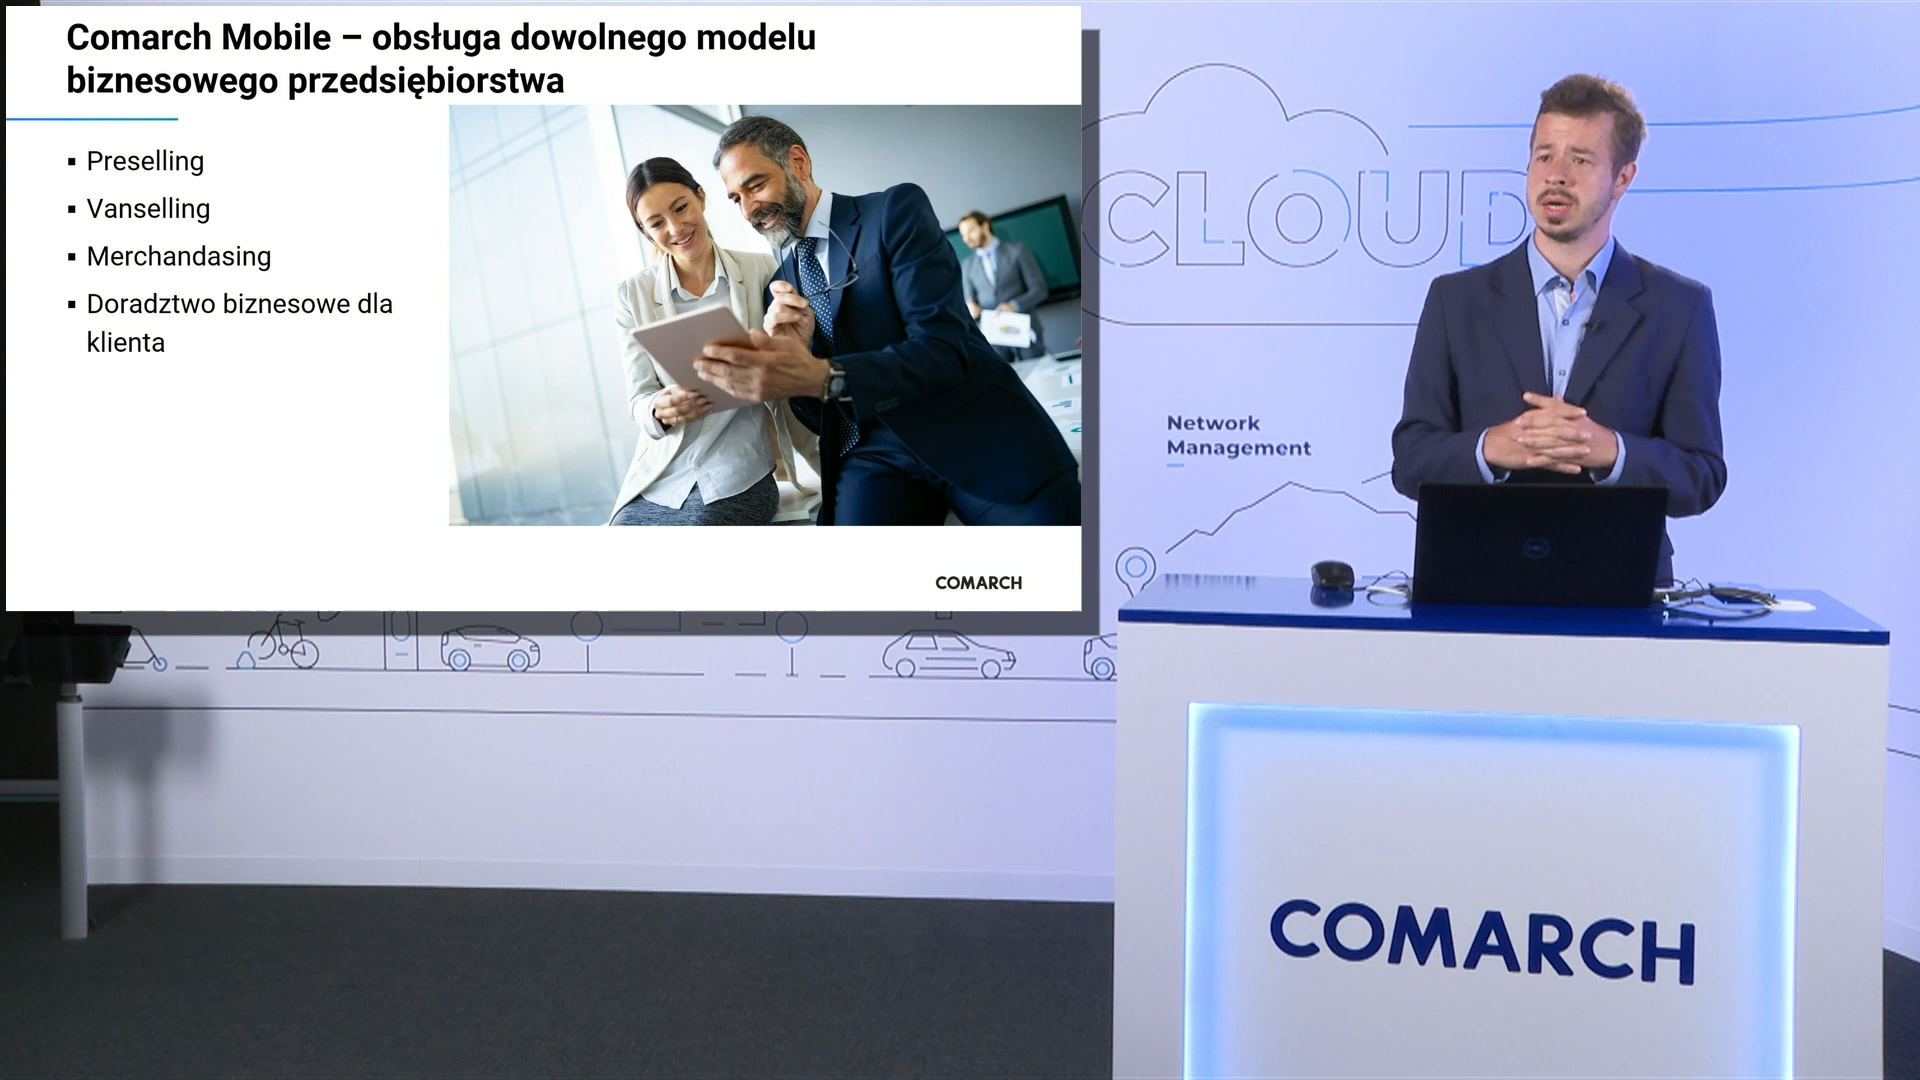 Comarch Mobile – obsługa dowolnego modelu
biznesowego przedsiębiorstwa
▪ Preselling
▪ Vanselling
▪ Merchandasing
▪ Doradztwo biznesowe dla
klienta
COMARCH
CLOUD
Network
Management
COMARCH